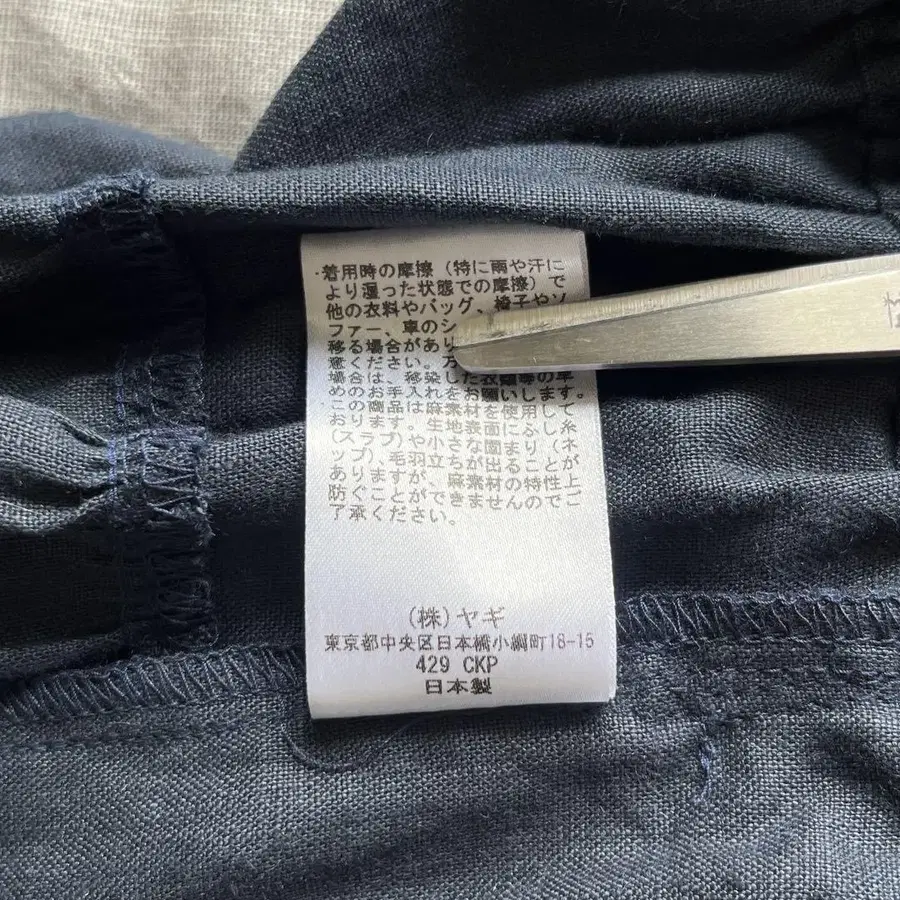 ・着用時の摩擦（特に雨や汗に
より湿った状態での摩擦）で
他の衣料やバッグ、椅子やソ
ファー、車のシ
移る場合があり
意ください。万
場合は、移染した衣類等の早
めのお手入れをお願いします。
この商品は麻素材を使用して
おります。生地表面にふし糸
(スラブ)や小さな固まり（ネ
ップ）、毛羽立ちが出ることが
ありますが、麻素材の特性上
防ぐことができませんのでご
了承ください。
(株)ヤギ
東京都中央区日本橋小網町18-15
429 CKP
日本製